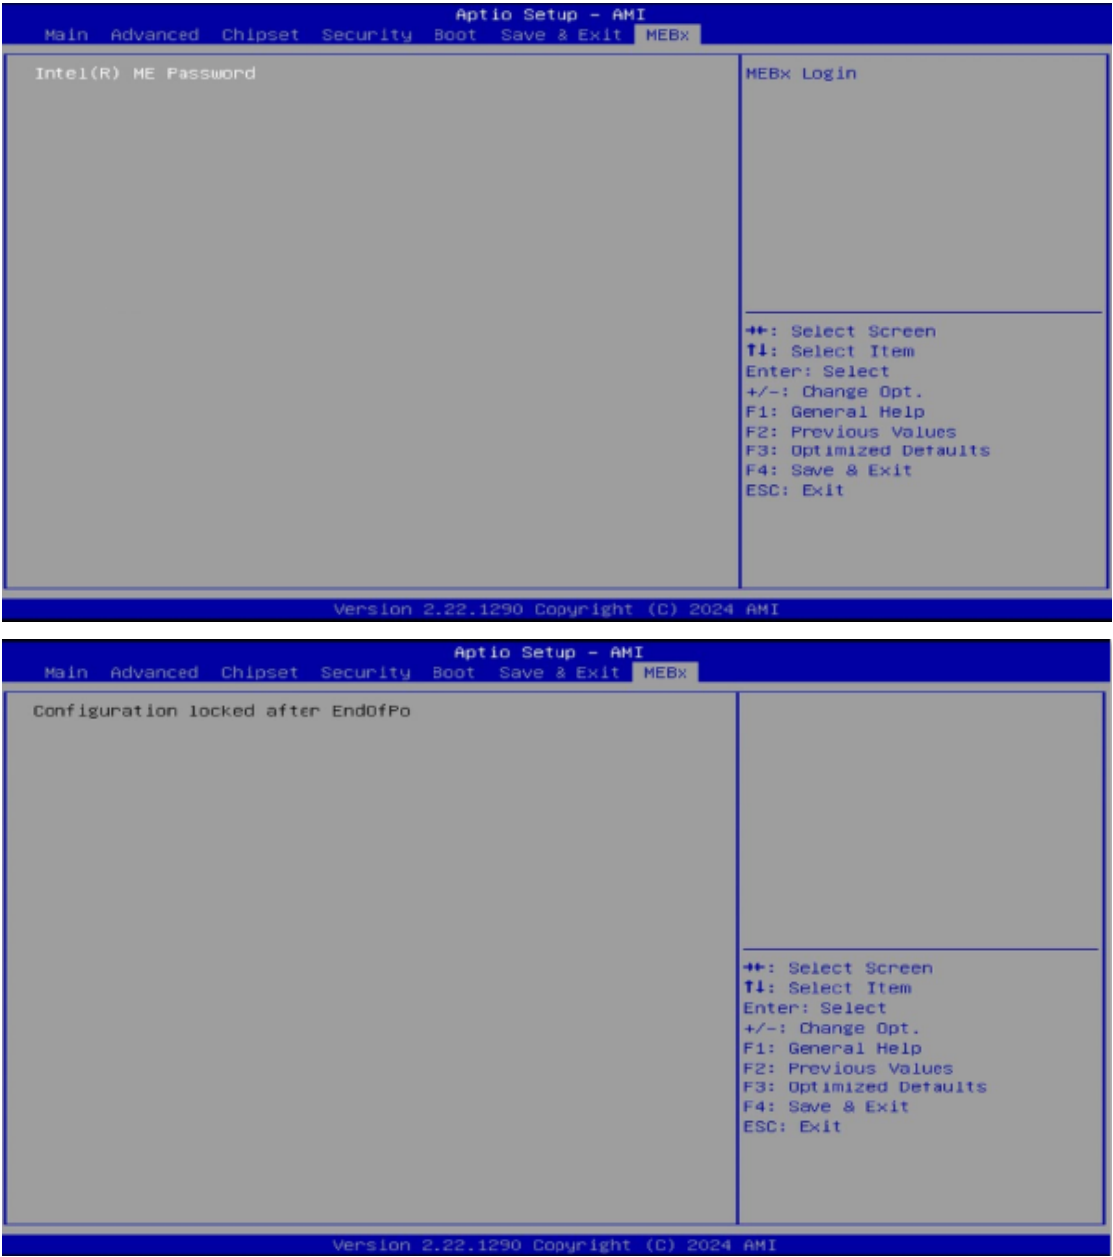 Aptio Setup – AMI
Main Advanced Chipset Security Boot Save & Exit MEBx
Intel(R) ME Password
MEBx Login
→←: Select Screen
↑↓: Select Item
Enter: Select
+/-: Change Opt.
F1: General Help
F2: Previous Values
F3: Optimized Defaults
F4: Save & Exit
ESC: Exit
Version 2.22.1290 Copyright (C) 2024 AMI
Aptio Setup – AMI
Main Advanced Chipset Security Boot Save & Exit MEBx
Configuration locked after EndOfPo
→←: Select Screen
↑↓: Select Item
Enter: Select
+/-: Change Opt.
F1: General Help
F2: Previous Values
F3: Optimized Defaults
F4: Save & Exit
ESC: Exit
Version 2.22.1290 Copyright (C) 2024 AMI